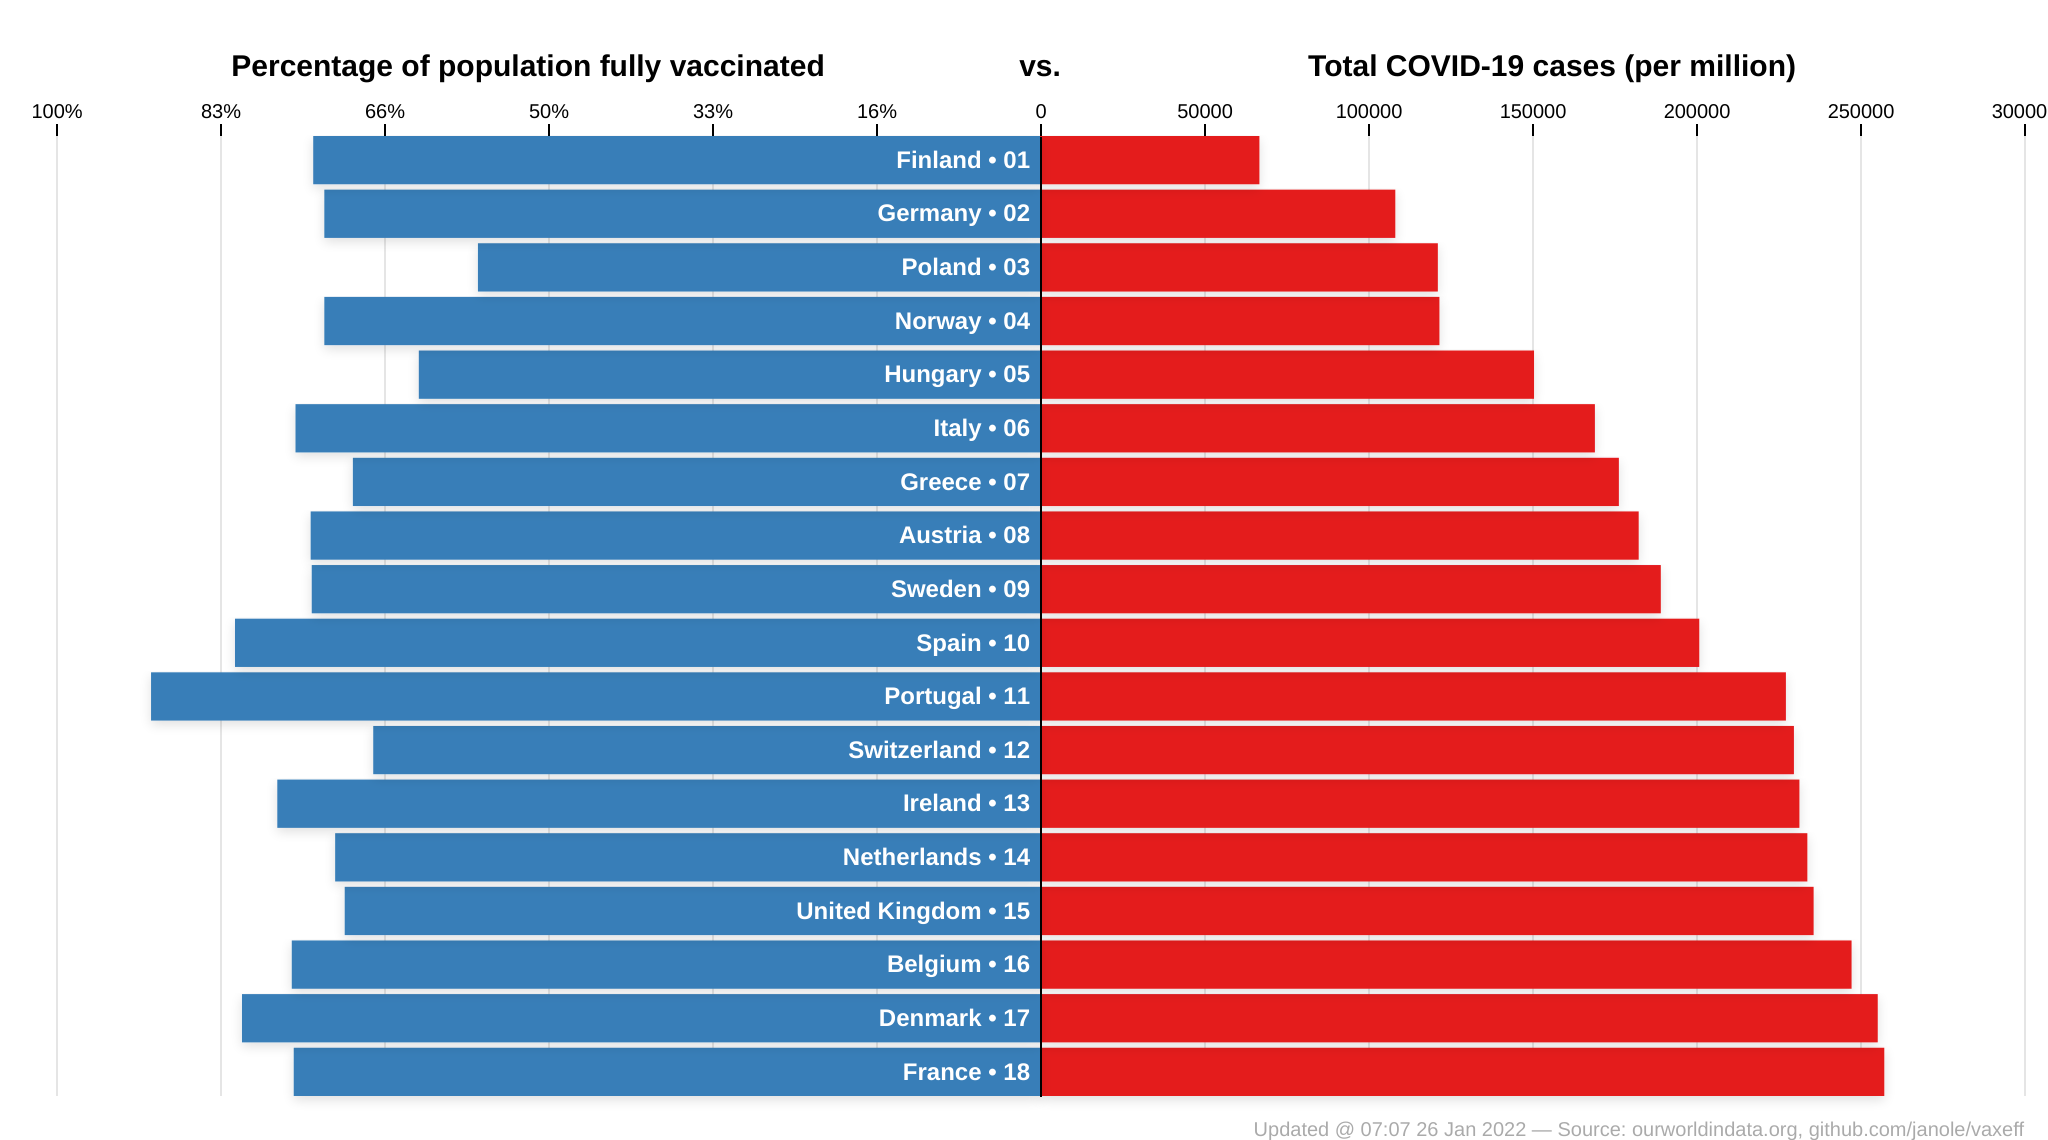 Percentage of population fully vaccinated vs. Total COVID-19 cases (per million)
100% 83% 66% 50% 33% 16% 0 50000 100000 150000 200000 250000 30000
Finland • 01
Germany • 02
Poland • 03
Norway • 04
Hungary • 05
Italy • 06
Greece • 07
Austria • 08
Sweden • 09
Spain • 10
Portugal • 11
Switzerland • 12
Ireland • 13
Netherlands • 14
United Kingdom • 15
Belgium • 16
Denmark • 17
France • 18
Updated @ 07:07 26 Jan 2022 — Source: ourworldindata.org, github.com/janole/vaxeff